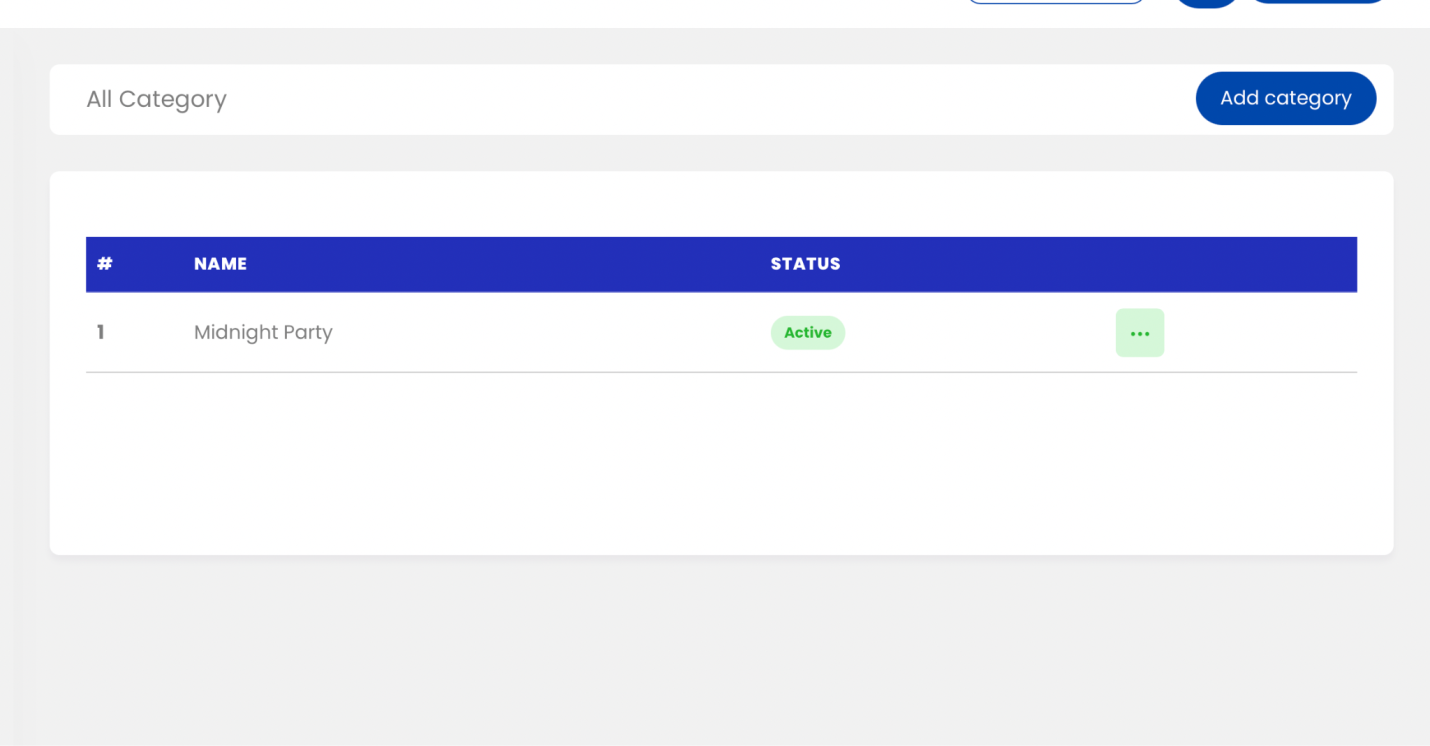 All Category
Add category
# NAME STATUS
1 Midnight Party Active ...